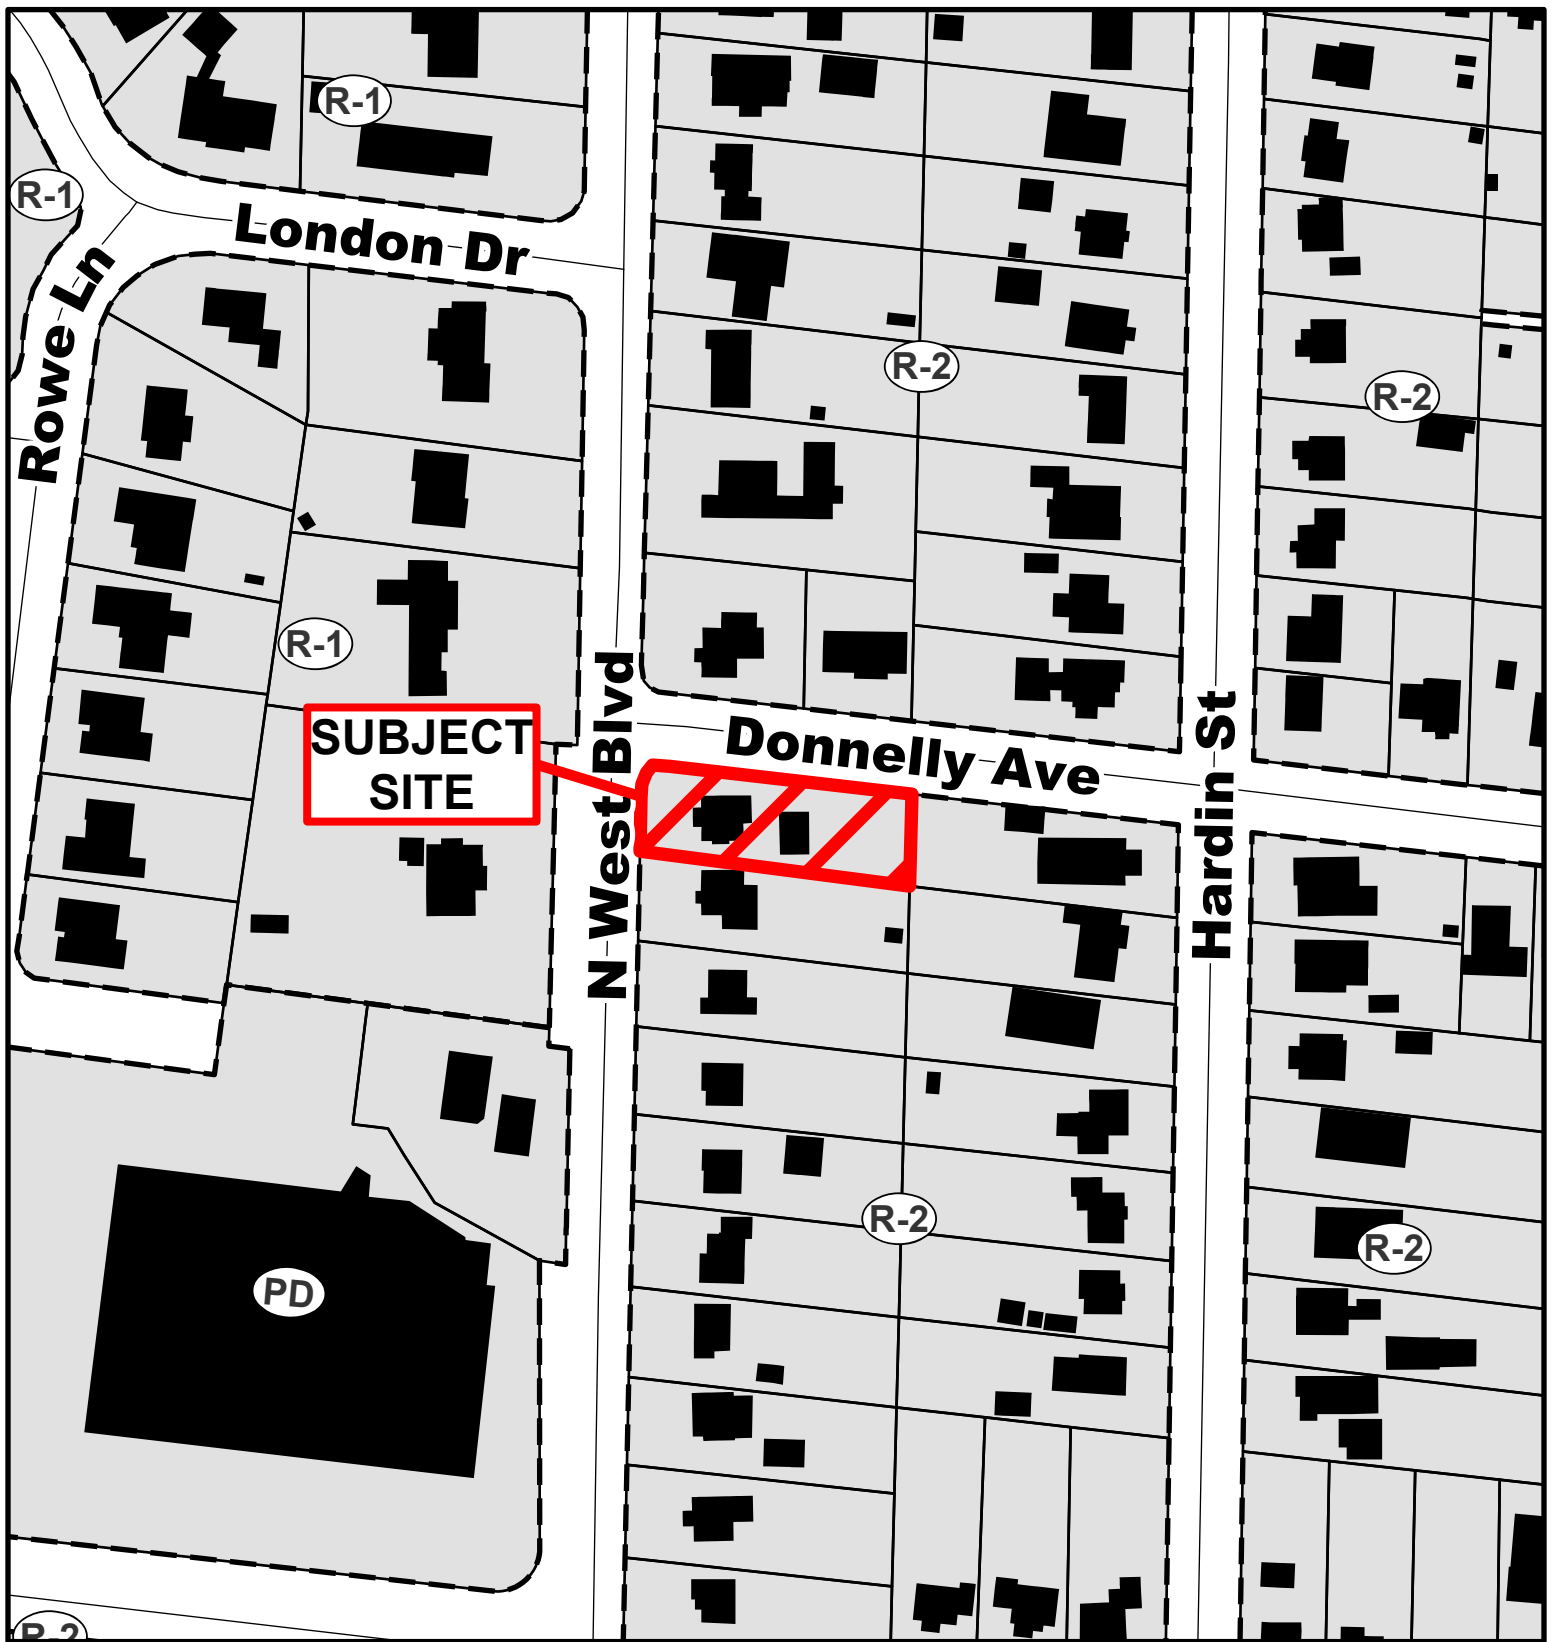 R-1
R-1
London Dr
Rowe Ln
R-2
R-2
R-1
SUBJECT
SITE
N West Blvd
Donnelly Ave
Hardin St
R-2
R-2
PD
R-2